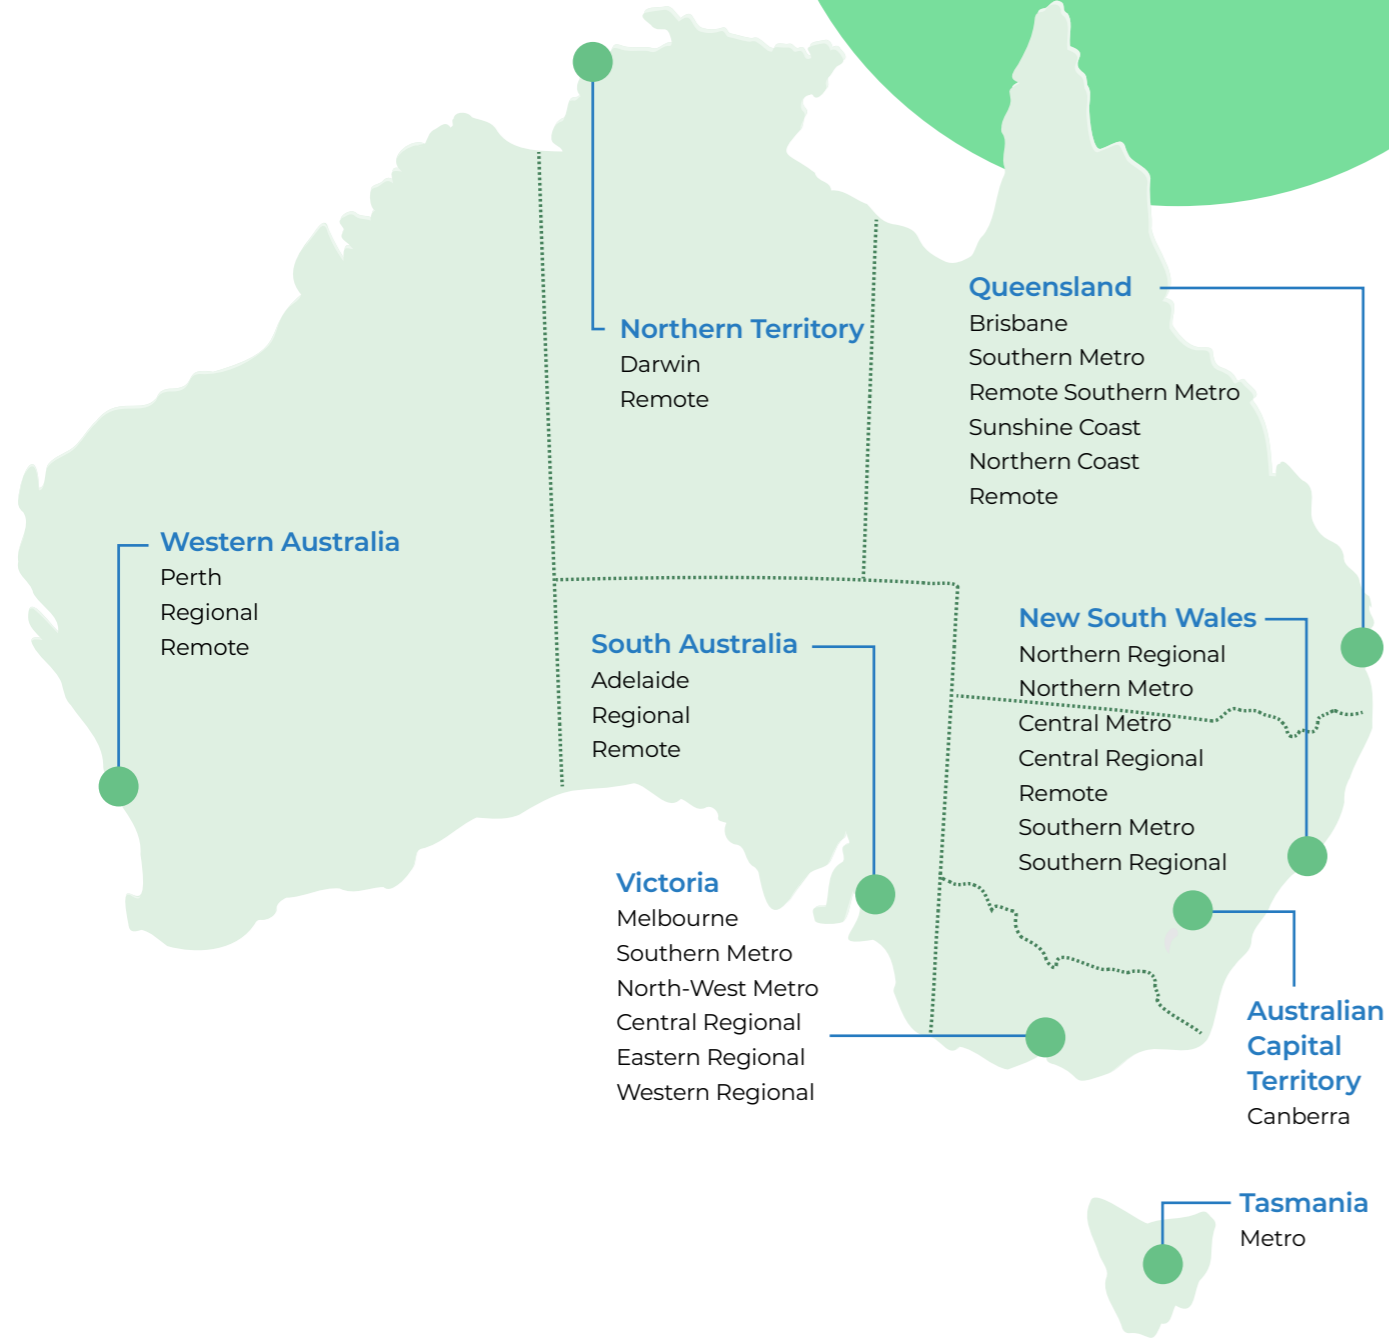 Northern Territory
Darwin
Remote
Queensland
Brisbane
Southern Metro
Remote Southern Metro
Sunshine Coast
Northern Coast
Remote
Western Australia
Perth
Regional
Remote
South Australia
Adelaide
Regional
Remote
New South Wales
Northern Regional
Northern Metro
Central Metro
Central Regional
Remote
Southern Metro
Southern Regional
Victoria
Melbourne
Southern Metro
North-West Metro
Central Regional
Eastern Regional
Western Regional
Australian
Capital
Territory
Canberra
Tasmania
Metro